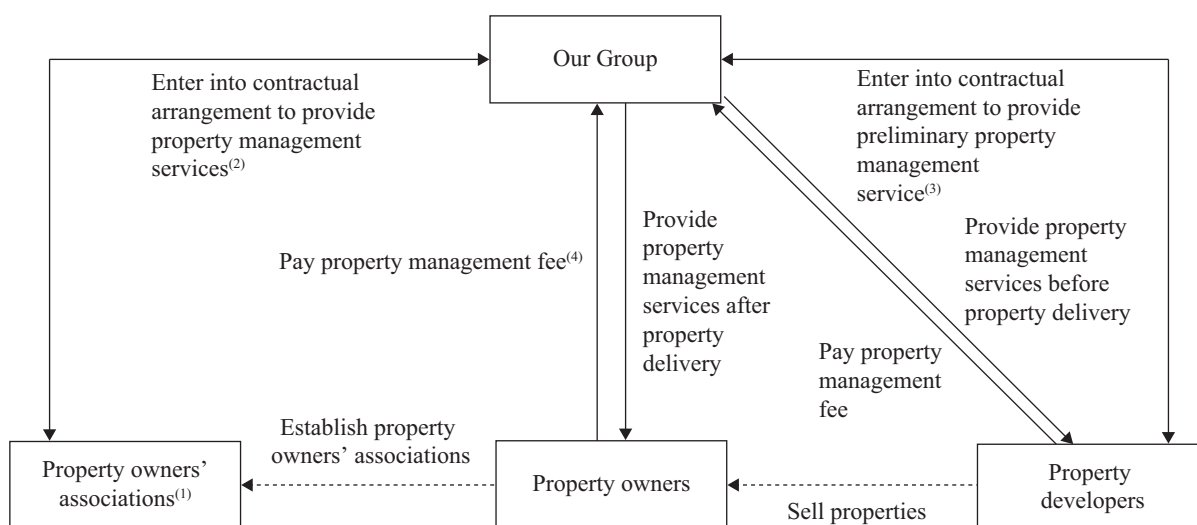 Our Group
Enter into contractual
arrangement to provide
property management
services(2)
Enter into contractual
arrangement to provide
preliminary property
management
service(3)
Pay property management fee(4)
Provide
property
management
services after
property
delivery
Provide property
management
services before
property delivery
Pay property
management
fee
Establish property
owners’ associations
Property owners’
associations(1)
Property owners
Sell properties
Property
developers